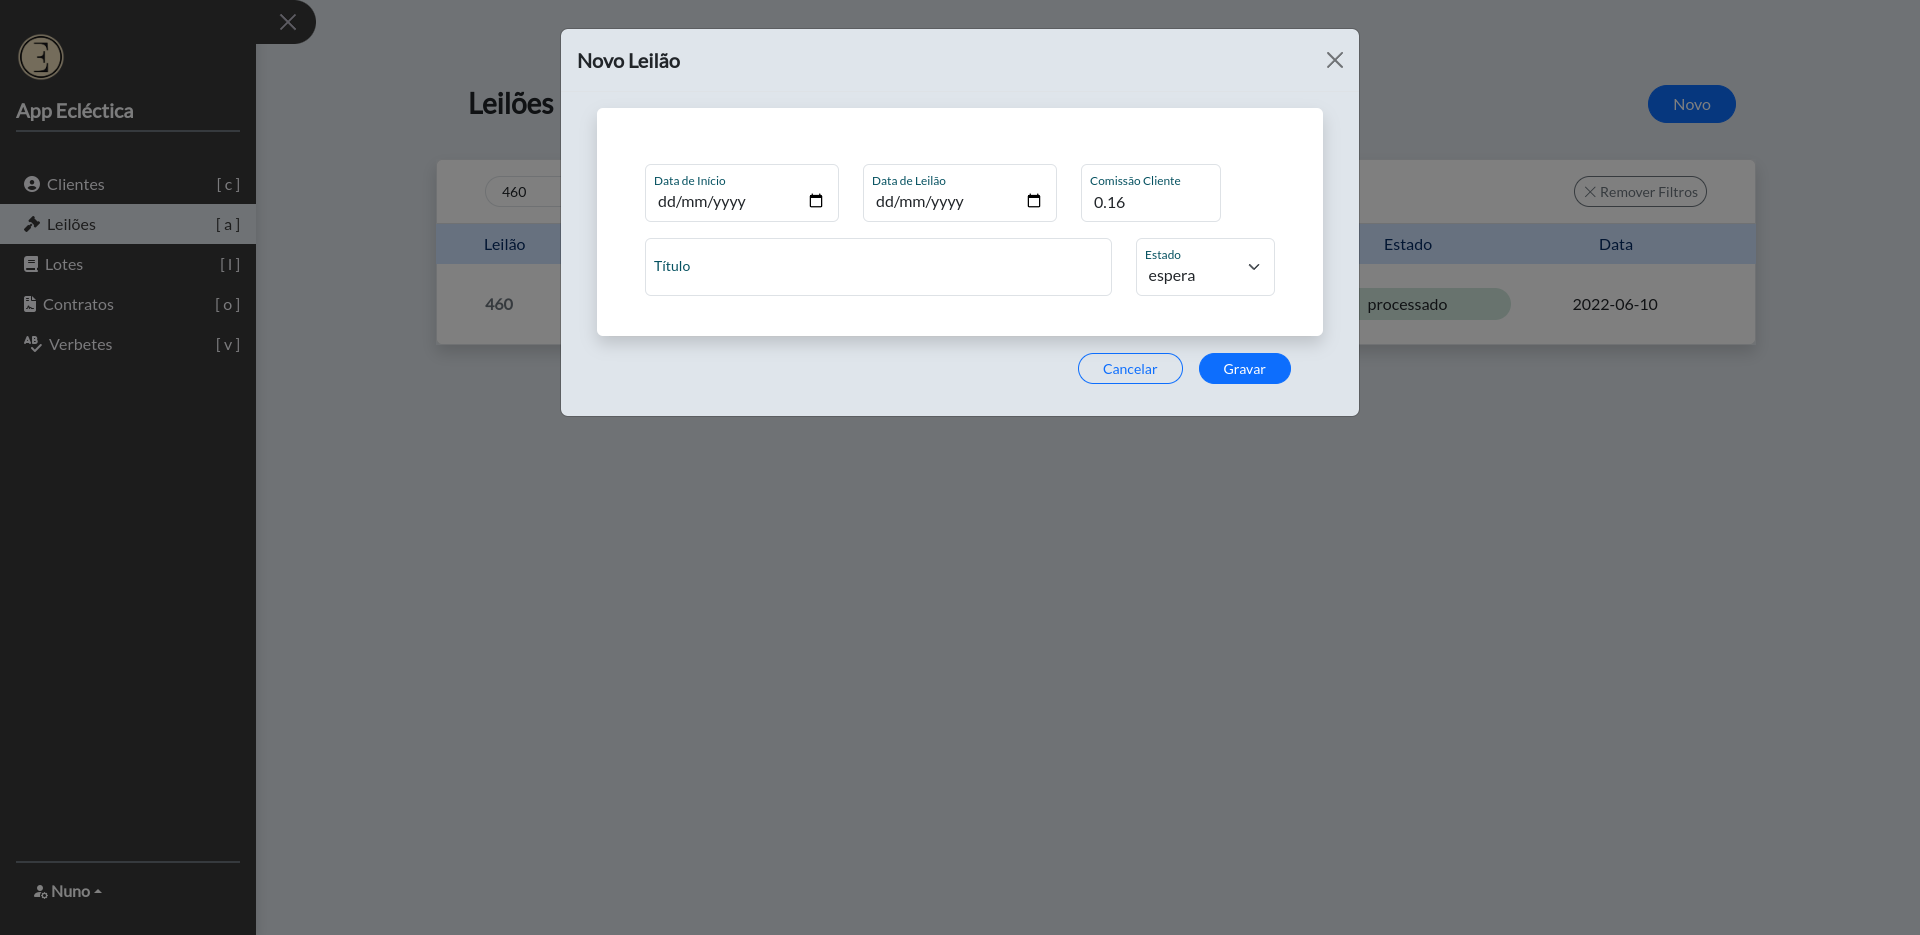 App Ecléctica
Clientes [ c ]
Leilões [ a ]
Lotes [ l ]
Contratos [ o ]
Verbetes [ v ]
Nuno
Leilões
Novo
460
Remover Filtros
Leilão Estado Data
460 processado 2022-06-10
Novo Leilão
Data de Início
dd/mm/yyyy
Data de Leilão
dd/mm/yyyy
Comissão Cliente
0.16
Título
Estado
espera
Cancelar Gravar